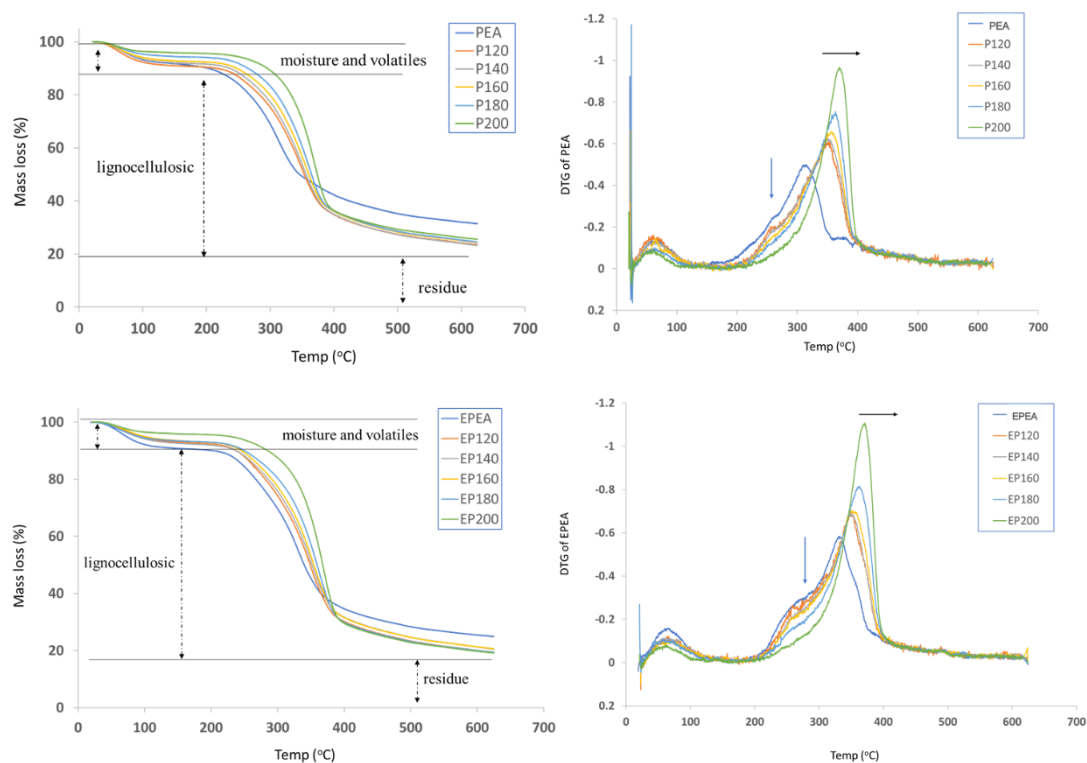 Mass loss (%)
120
100
80
60
40
20
0
0
100
200
300
400
500
600
700
Temp (°C)
moisture and volatiles
lignocellulosic
residue
PEA
P120
P140
P160
P180
P200
DTG of PEA
-1.2
-1
-0.8
-0.6
-0.4
-0.2
0
0.2
0
100
200
300
400
500
600
700
Temp (°C)
PEA
P120
P140
P160
P180
P200
Mass loss (%)
120
100
80
60
40
20
0
0
100
200
300
400
500
600
700
Temp (°C)
EPEA
EP120
EP140
EP160
EP180
EP200
moisture and volatiles
lignocellulosic
residue
DTG of EPEA
-1.2
-1
-0.8
-0.6
-0.4
-0.2
0
0.2
0
100
200
300
400
500
600
700
Temp (°C)
EPEA
EP120
EP140
EP160
EP180
EP200